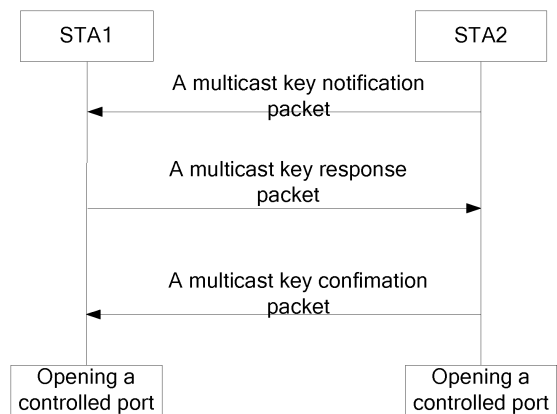 STA1
STA2
A multicast key notification
packet
A multicast key response
packet
A multicast key confimation
packet
Opening a
controlled port
Opening a
controlled port